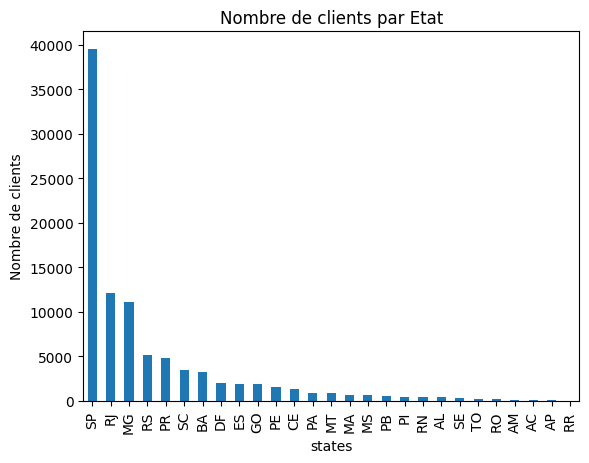 Nombre de clients par Etat
Nombre de clients
40000
35000
30000
25000
20000
15000
10000
5000
0
SP RJ MG RS PR SC BA DF ES GO PE CE PA MT MA MS PB PI RN AL SE TO RO AM AC AP RR
states